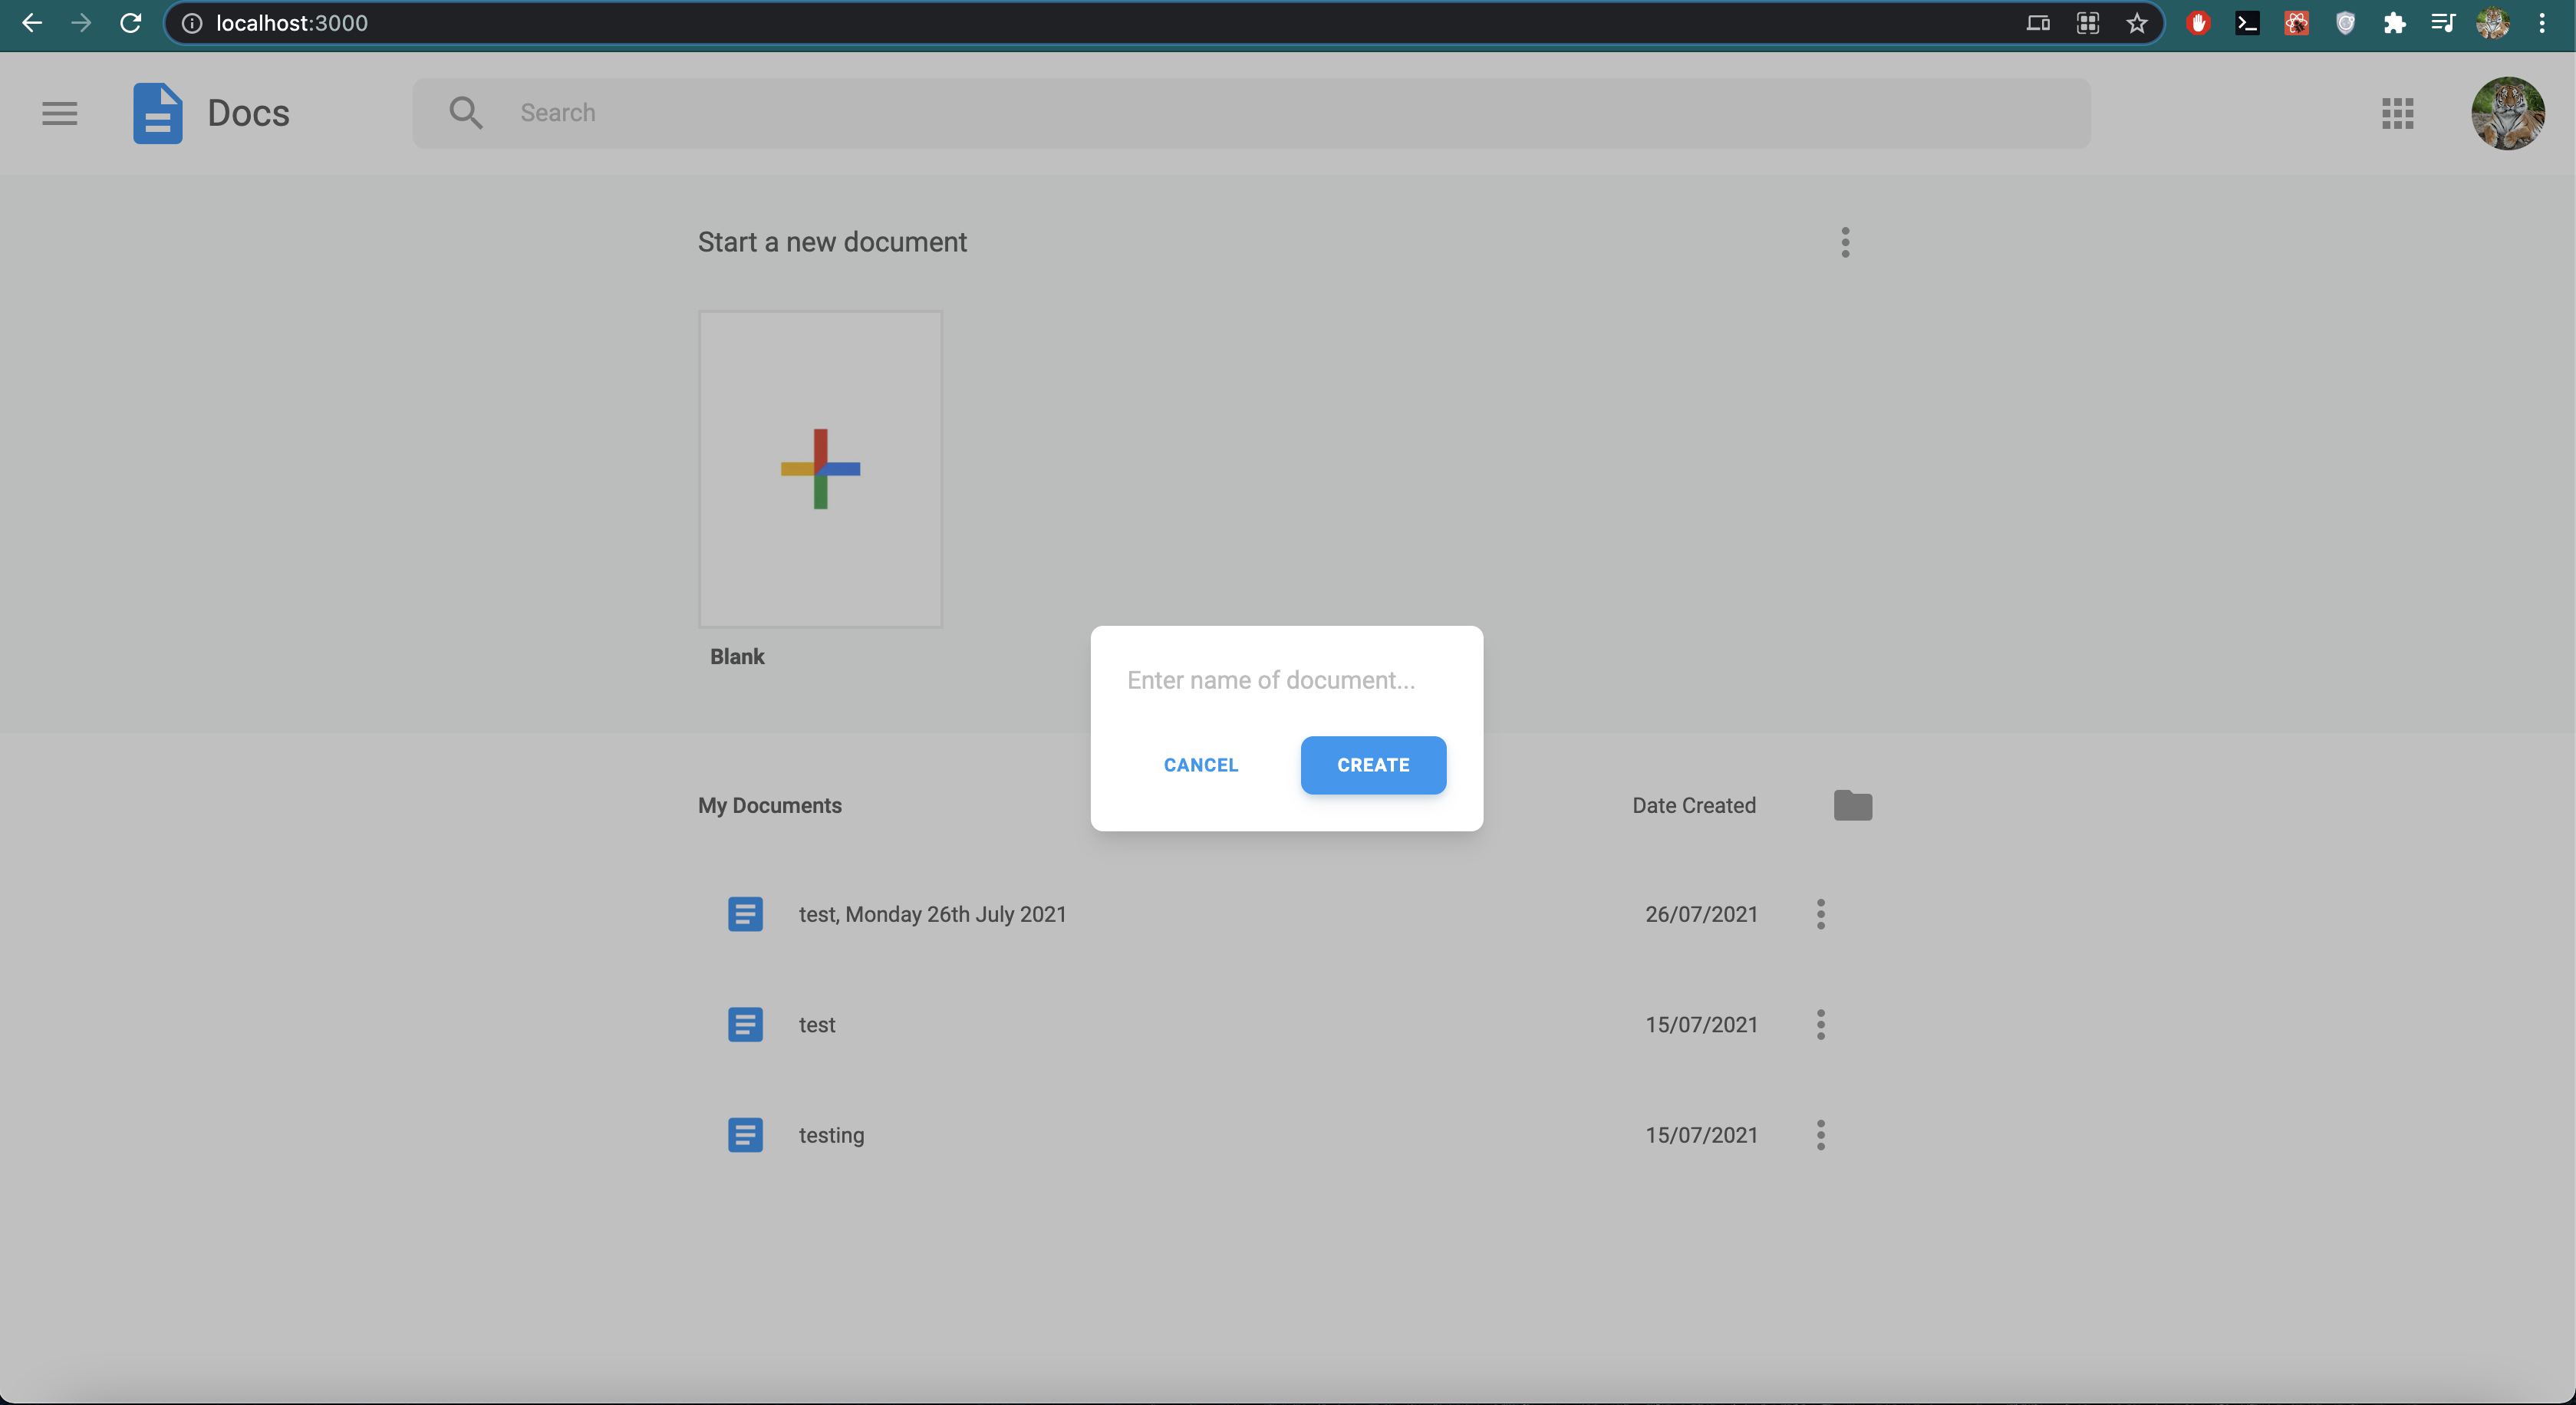 localhost:3000
Docs
Search
Start a new document
Blank
Enter name of document...
CANCEL
CREATE
My Documents
Date Created
test, Monday 26th July 2021
26/07/2021
test
15/07/2021
testing
15/07/2021